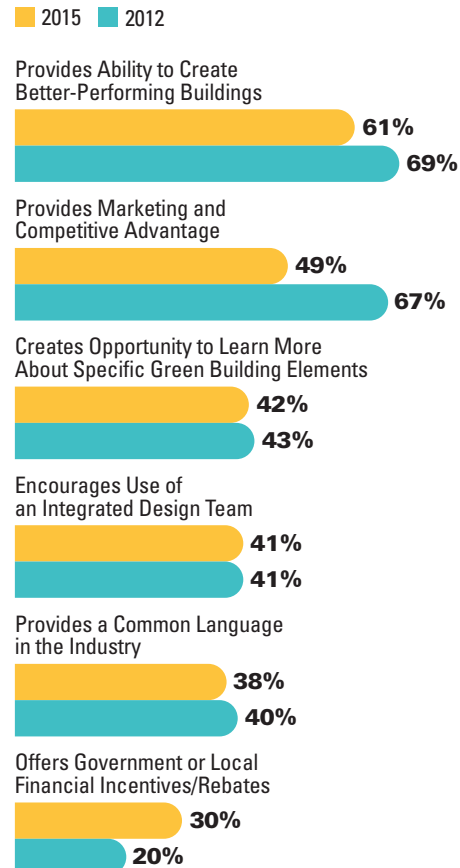 2015 2012
Provides Ability to Create
Better-Performing Buildings
61%
69%
Provides Marketing and
Competitive Advantage
49%
67%
Creates Opportunity to Learn More
About Specific Green Building Elements
42%
43%
Encourages Use of
an Integrated Design Team
41%
41%
Provides a Common Language
in the Industry
38%
40%
Offers Government or Local
Financial Incentives/Rebates
30%
20%